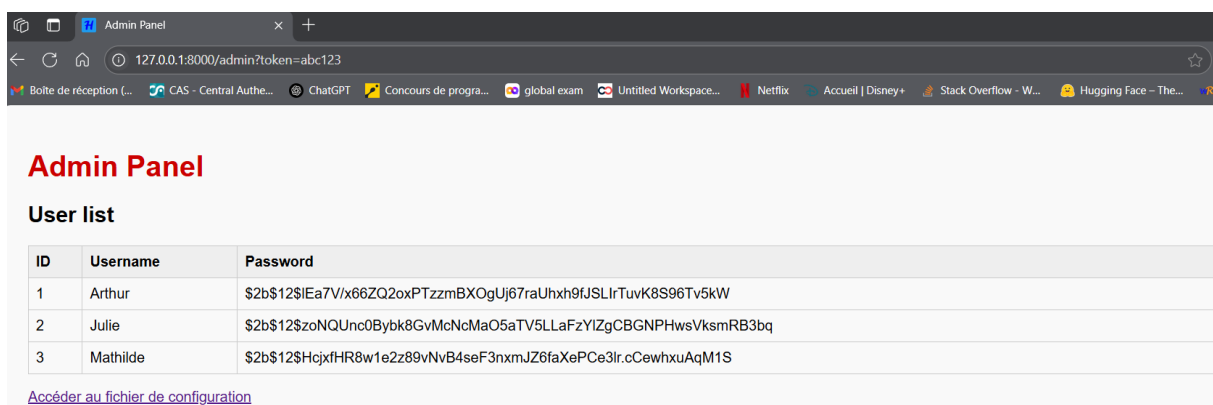 Admin Panel
127.0.0.1:8000/admin?token=abc123
Boîte de réception (... CAS - Central Authe... ChatGPT Concours de progra... global exam Untitled Workspace... Netflix Accueil | Disney+ Stack Overflow - W... Hugging Face – The...
Admin Panel
User list
ID Username Password
1 Arthur $2b$12$lEa7V/x66ZQ2oxPTzzmBXOgUj67raUhxh9fJSLIrTuvK8S96Tv5kW
2 Julie $2b$12$zoNQUnc0Bybk8GvMcNcMaO5aTV5LLaFzYlZgCBGNPHwsVksmRB3bq
3 Mathilde $2b$12$HcjxfHR8w1e2z89vNvB4seF3nxmJZ6faXePCe3lr.cCewhxuAqM1S
Accéder au fichier de configuration